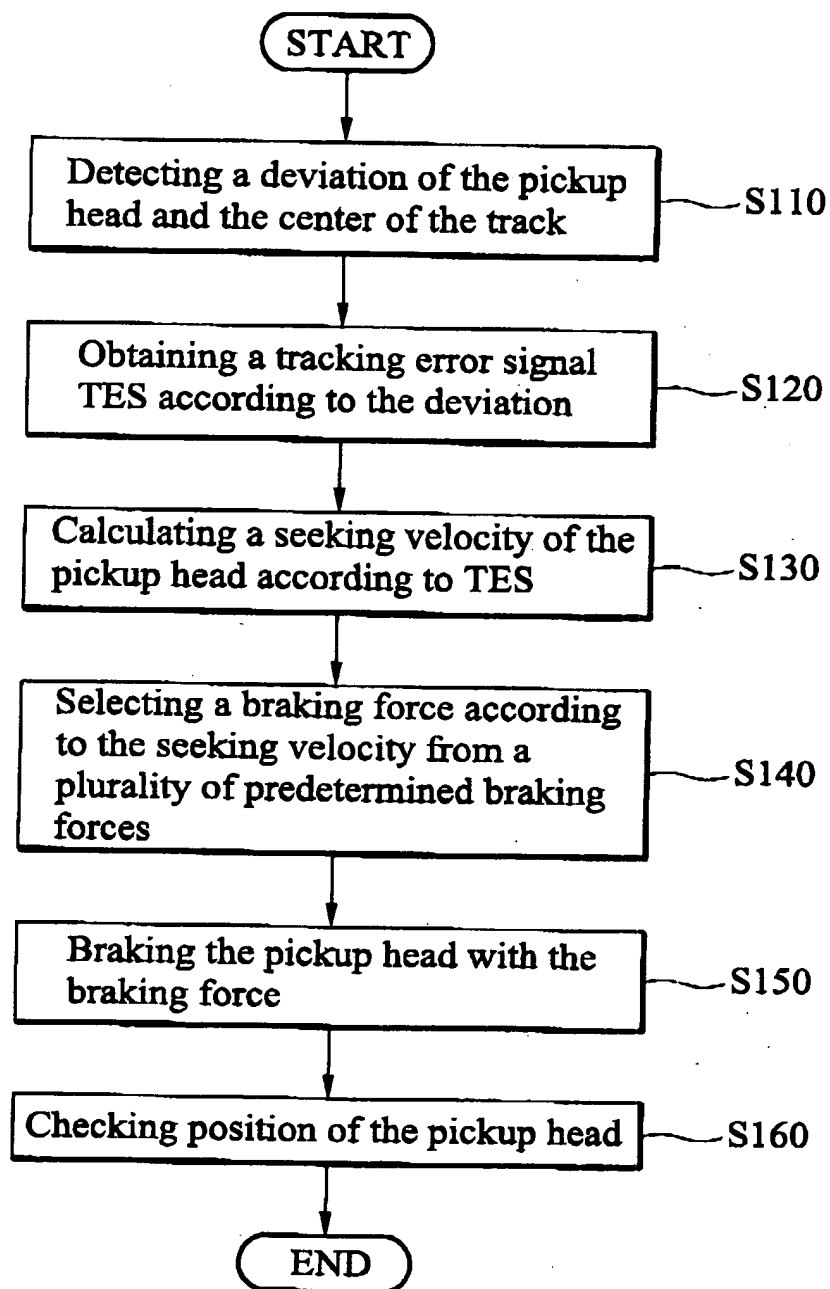 START
Detecting a deviation of the pickup
head and the center of the track
S110
Obtaining a tracking error signal
TES according to the deviation
S120
Calculating a seeking velocity of the
pickup head according to TES
S130
Selecting a braking force according
to the seeking velocity from a
plurality of predetermined braking
forces
S140
Braking the pickup head with the
braking force
S150
Checking position of the pickup head
S160
END